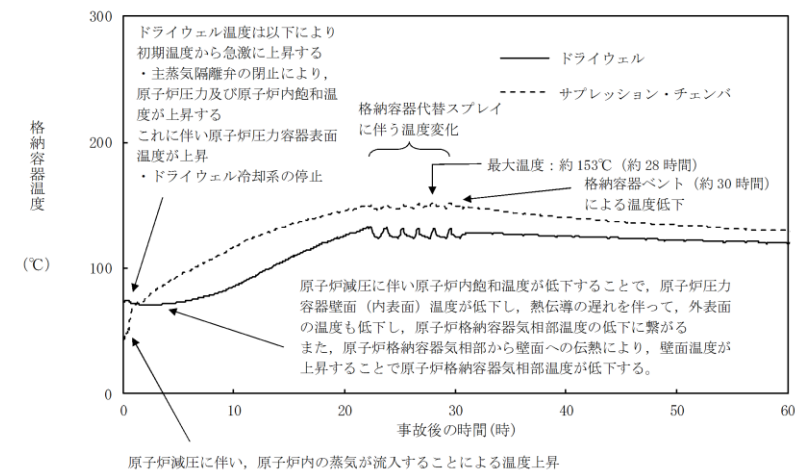 300
200
100
0
0
10
20
30
40
50
60
格納容器温度
(℃)
事故後の時間(時)
ドライウェル温度は以下により
初期温度から急激に上昇する
・主蒸気隔離弁の閉止により，
原子炉圧力及び原子炉内飽和温
度が上昇する
これに伴い原子炉圧力容器表面
温度が上昇
・ドライウェル冷却系の停止
ドライウェル
サプレッション・チェンバ
格納容器代替スプレイ
に伴う温度変化
最大温度：約 153℃（約 28 時間）
格納容器ベント（約 30 時間）
による温度低下
原子炉減圧に伴い原子炉内飽和温度が低下することで，原子炉圧力
容器壁面（内表面）温度が低下し，熱伝導の遅れを伴って，外表面
の温度も低下し，原子炉格納容器気相部温度の低下に繋がる
また，原子炉格納容器気相部から壁面への伝熱により，壁面温度が
上昇することで原子炉格納容器気相部温度が低下する。
原子炉減圧に伴い，原子炉内の蒸気が流入することによる温度上昇